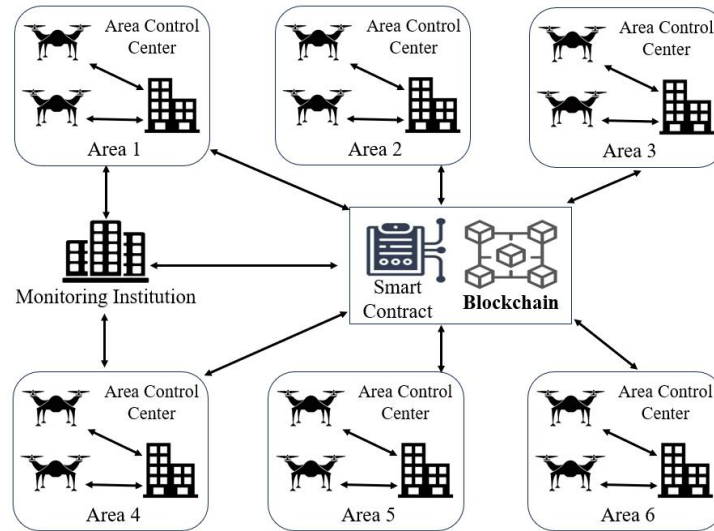 Area Control
Center
Area 1
Area Control
Center
Area 2
Area Control
Center
Area 3
Monitoring Institution
Smart
Contract
Blockchain
Area Control
Center
Area 4
Area Control
Center
Area 5
Area Control
Center
Area 6